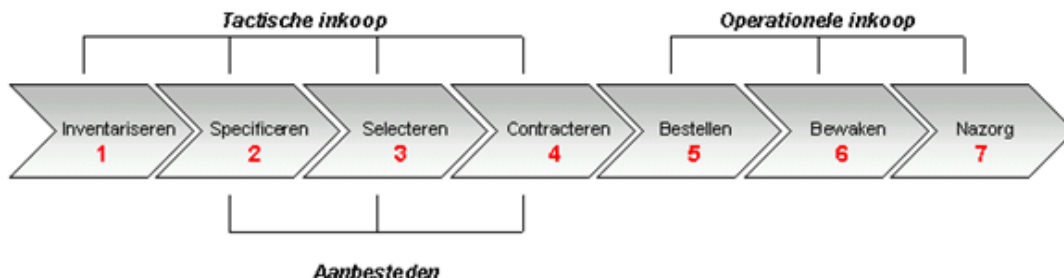 Tactische inkoop
Operationele inkoop
Inventariseren
1
Specificeren
2
Selecteren
3
Contracteren
4
Bestellen
5
Bewaken
6
Nazorg
7
Aanbesteden